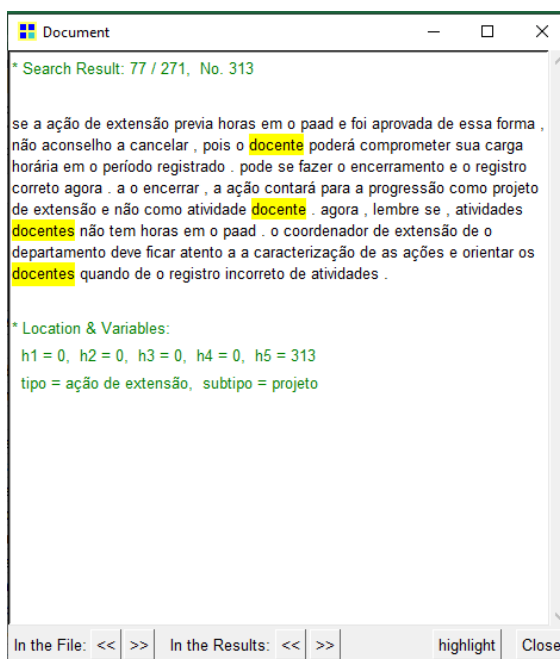 Document
* Search Result: 77 / 271,  No. 313
se a ação de extensão previa horas em o paad e foi aprovada de essa forma ,
não aconselho a cancelar , pois o docente poderá comprometer sua carga
horária em o período registrado . pode se fazer o encerramento e o registro
correto agora . a o encerrar , a ação contará para a progressão como projeto
de extensão e não como atividade docente . agora , lembre se , atividades
docentes não tem horas em o paad . o coordenador de extensão de o
departamento deve ficar atento a a caracterização de as ações e orientar os
docentes quando de o registro incorreto de atividades .
* Location & Variables:
h1 = 0,  h2 = 0,  h3 = 0,  h4 = 0,  h5 = 313
tipo = ação de extensão,  subtipo = projeto
In the File: << >> In the Results: << >> highlight Close